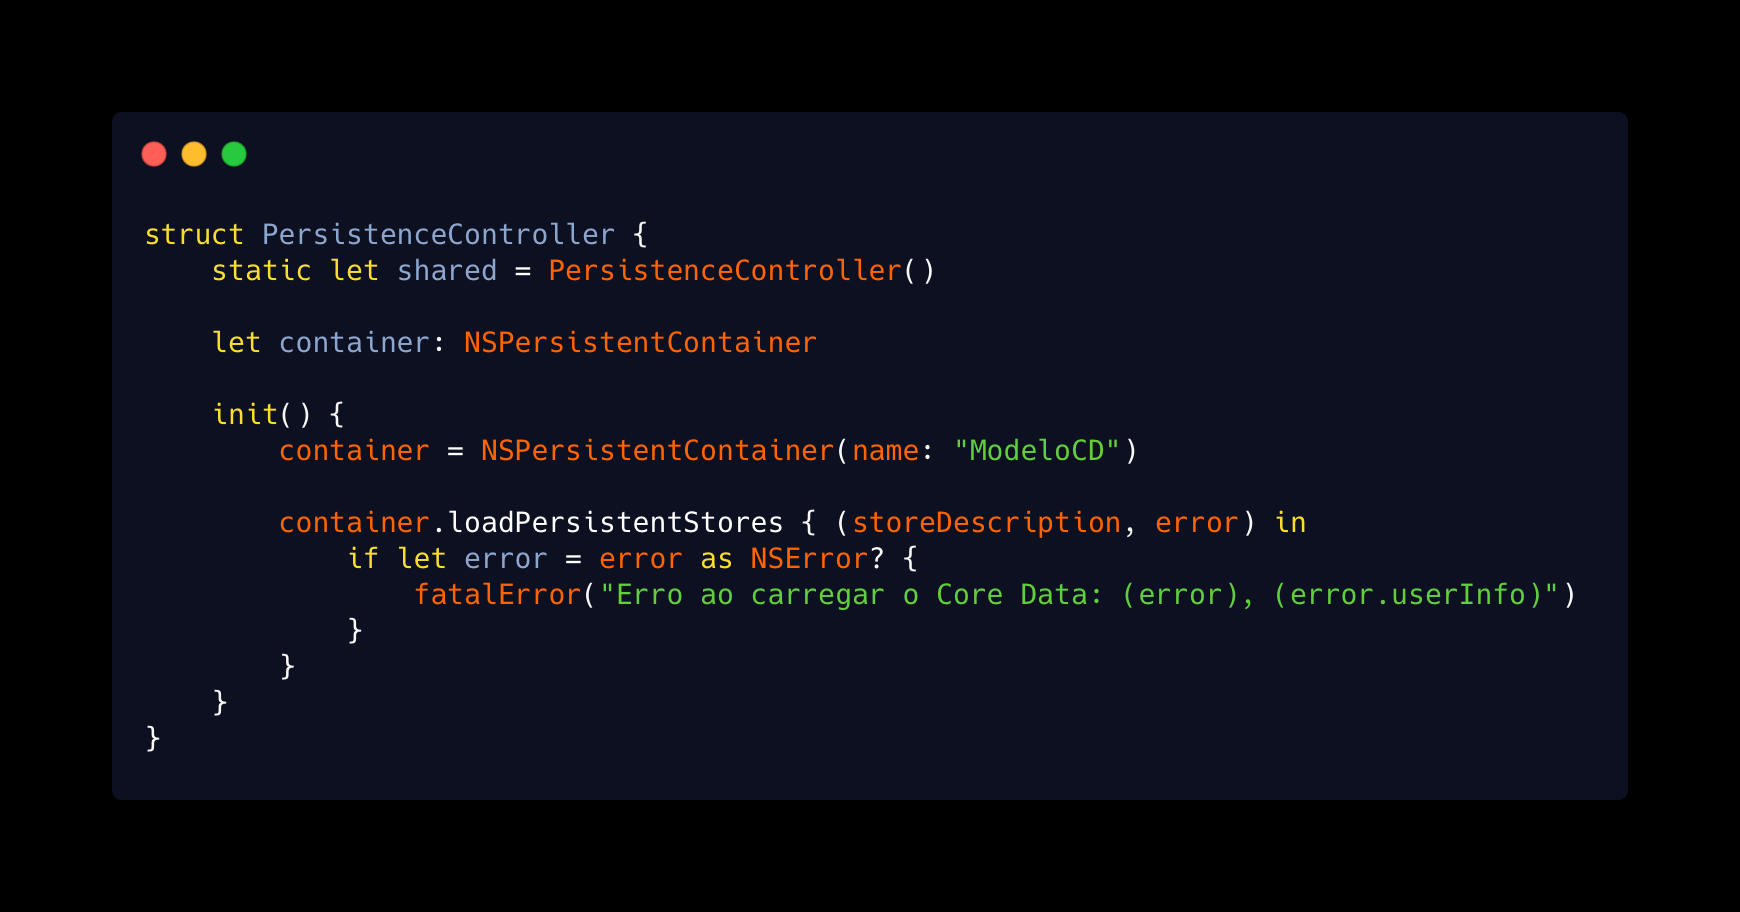 struct PersistenceController {
    static let shared = PersistenceController()
    let container: NSPersistentContainer
    init() {
        container = NSPersistentContainer(name: "ModeloCD")
        container.loadPersistentStores { (storeDescription, error) in
            if let error = error as NSError? {
                fatalError("Erro ao carregar o Core Data: (error), (error.userInfo)")
            }
        }
    }
}